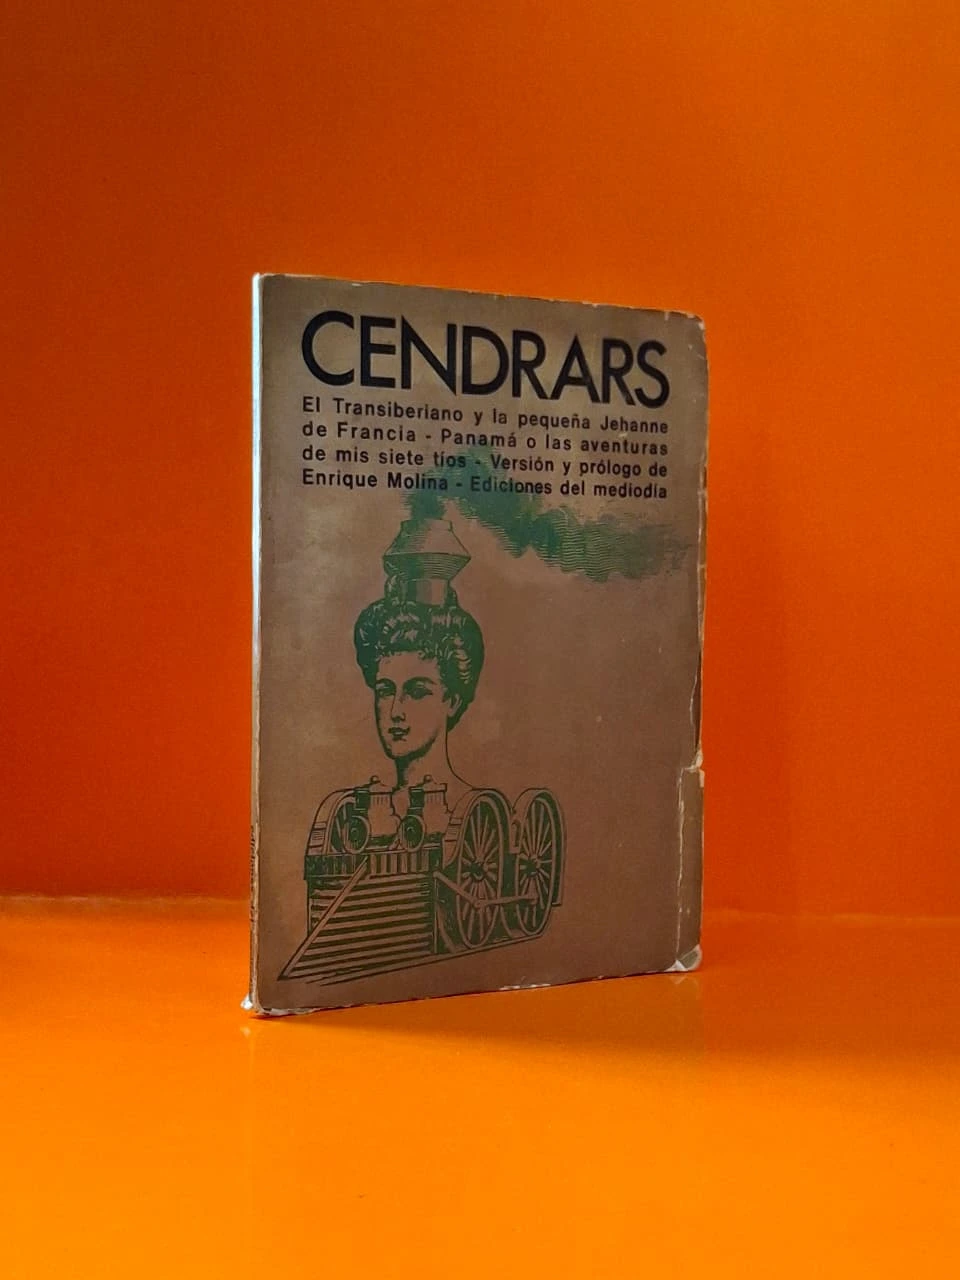 CENDRARS
El Transiberiano y la pequeña Jehanne
de Francia - Panamá o las aventuras
de mis siete tíos - Versión y prólogo de
Enrique Molina - Ediciones del mediodía